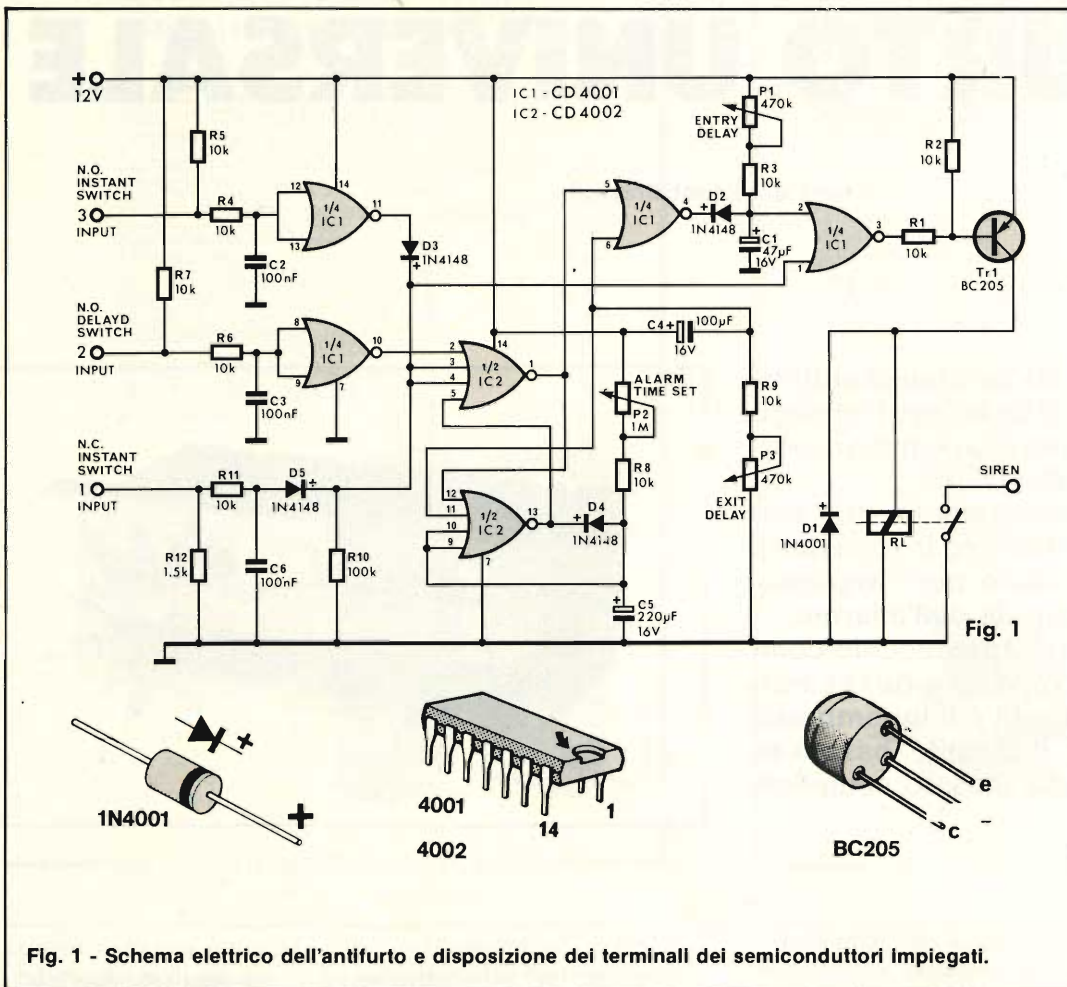 +
12V
IC1 - CD 4001
IC2 - CD 4002
P1
470k
ENTRY
DELAY
R5
10k
R2
10k
N.O.
INSTANT
SWITCH
3
INPUT
R4
10k
12
13
14
1/4
IC1
11
C2
100nF
D3
1N4148
R3
10k
5
6
1/4
IC1
4
D2
1N4148
+
C1
47µF
16V
2
1
1/4
IC1
3
R1
10k
Tr1
BC205
R7
10k
N.O.
DELAYD
SWITCH
2
INPUT
R6
10k
8
9
1/4
IC1
7
10
C3
100nF
2
3
4
5
14
1/2
IC2
1
C4
+
100µF
16V
ALARM
TIME SET
P2
1M
R9
10k
N.C.
INSTANT
SWITCH
1
INPUT
R11
10k
D5
+
1N4148
R12
1.5k
C6
100nF
R10
100k
12
11
10
9
1/2
IC2
13
7
R8
10k
D4
+
1N4148
+
C5
220µF
16V
P3
470k
EXIT
DELAY
SIREN
D1
1N4001
+
RL
Fig. 1
+
+
1N4001
4001
4002
14
1
e
c
BC205
Fig. 1 - Schema elettrico dell'antifurto e disposizione dei terminali dei semiconduttori impiegati.